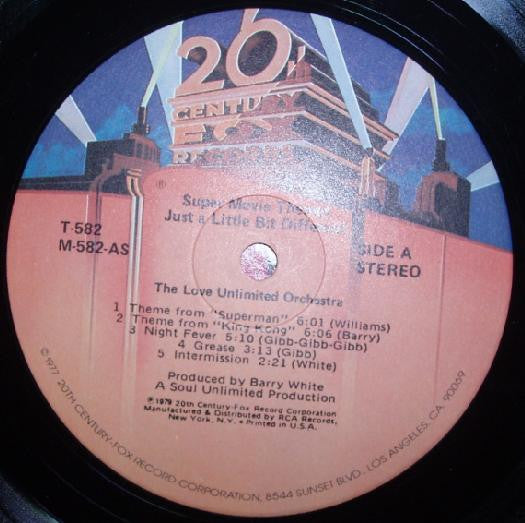 20th
CENTURY
FOX
RECORDS
®
Super Movie Themes
Just a Little Bit Different
T-582
M-582-AS
SIDE A
STEREO
The Love Unlimited Orchestra
1 Theme from "Superman" 6:01 (Williams)
2 Theme from "King Kong" 6:06 (Barry)
3 Night Fever 5:10 (Gibb-Gibb-Gibb)
4 Grease 3:13 (Gibb)
5 Intermission 2:21 (White)
Produced by Barry White
A Soul Unlimited Production
℗1979 20th Century-Fox Record Corporation
Manufactured & Distributed by RCA Records,
New York, N.Y. • Printed in U.S.A.
©1977 20TH CENTURY-FOX RECORD CORPORATION, 8544 SUNSET BLVD., LOS ANGELES, CA. 90069